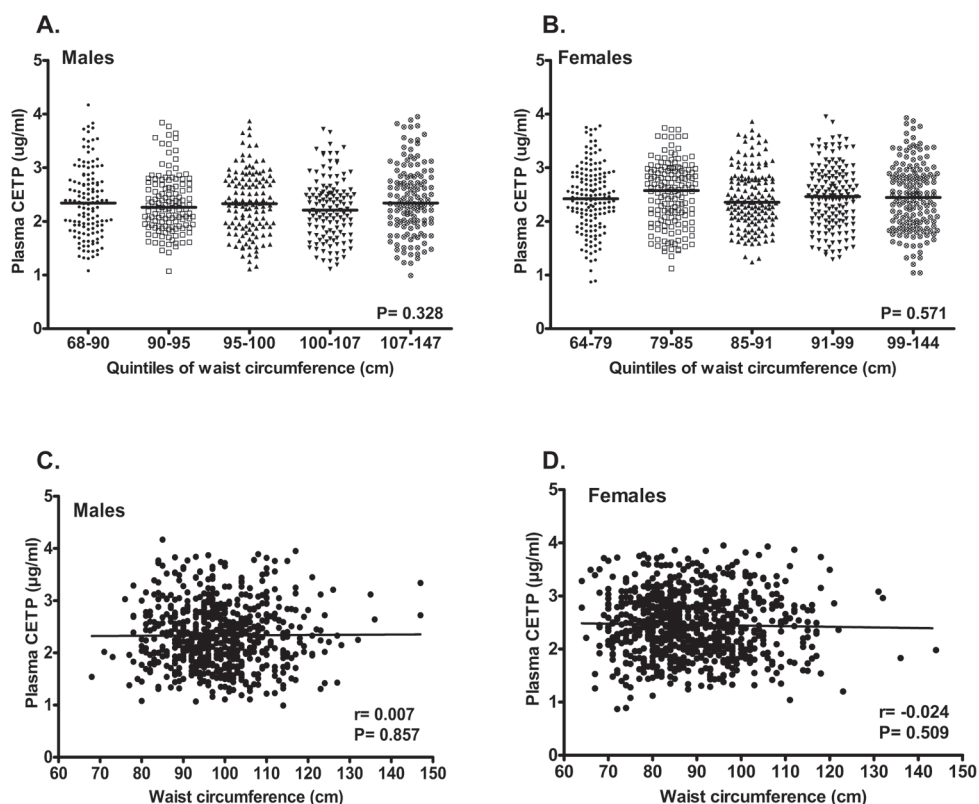 A.
Males
Plasma CETP (ug/ml)
5
4
3
2
1
0
P= 0.328
68-90 90-95 95-100 100-107 107-147
Quintiles of waist circumference (cm)
B.
Females
Plasma CETP (ug/ml)
5
4
3
2
1
0
P= 0.571
64-79 79-85 85-91 91-99 99-144
Quintiles of waist circumference (cm)
C.
Males
Plasma CETP (µg/ml)
5
4
3
2
1
0
r= 0.007
P= 0.857
60 70 80 90 100 110 120 130 140 150
Waist circumference (cm)
D.
Females
Plasma CETP (µg/ml)
5
4
3
2
1
0
r= -0.024
P= 0.509
60 70 80 90 100 110 120 130 140 150
Waist circumference (cm)